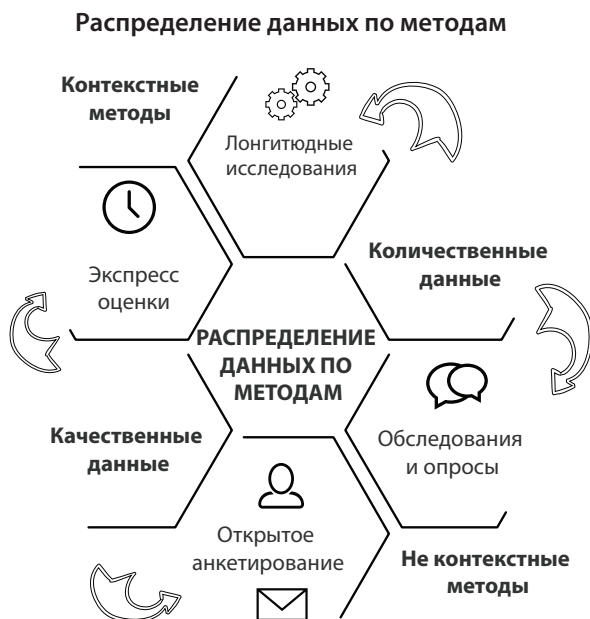 Распределение данных по методам
Контекстные
методы
Лонгитюдные
исследования
Экспресс
оценки
Количественные
данные
РАСПРЕДЕЛЕНИЕ
ДАННЫХ ПО
МЕТОДАМ
Качественные
данные
Обследования
и опросы
Открытое
анкетирование
Не контекстные
методы